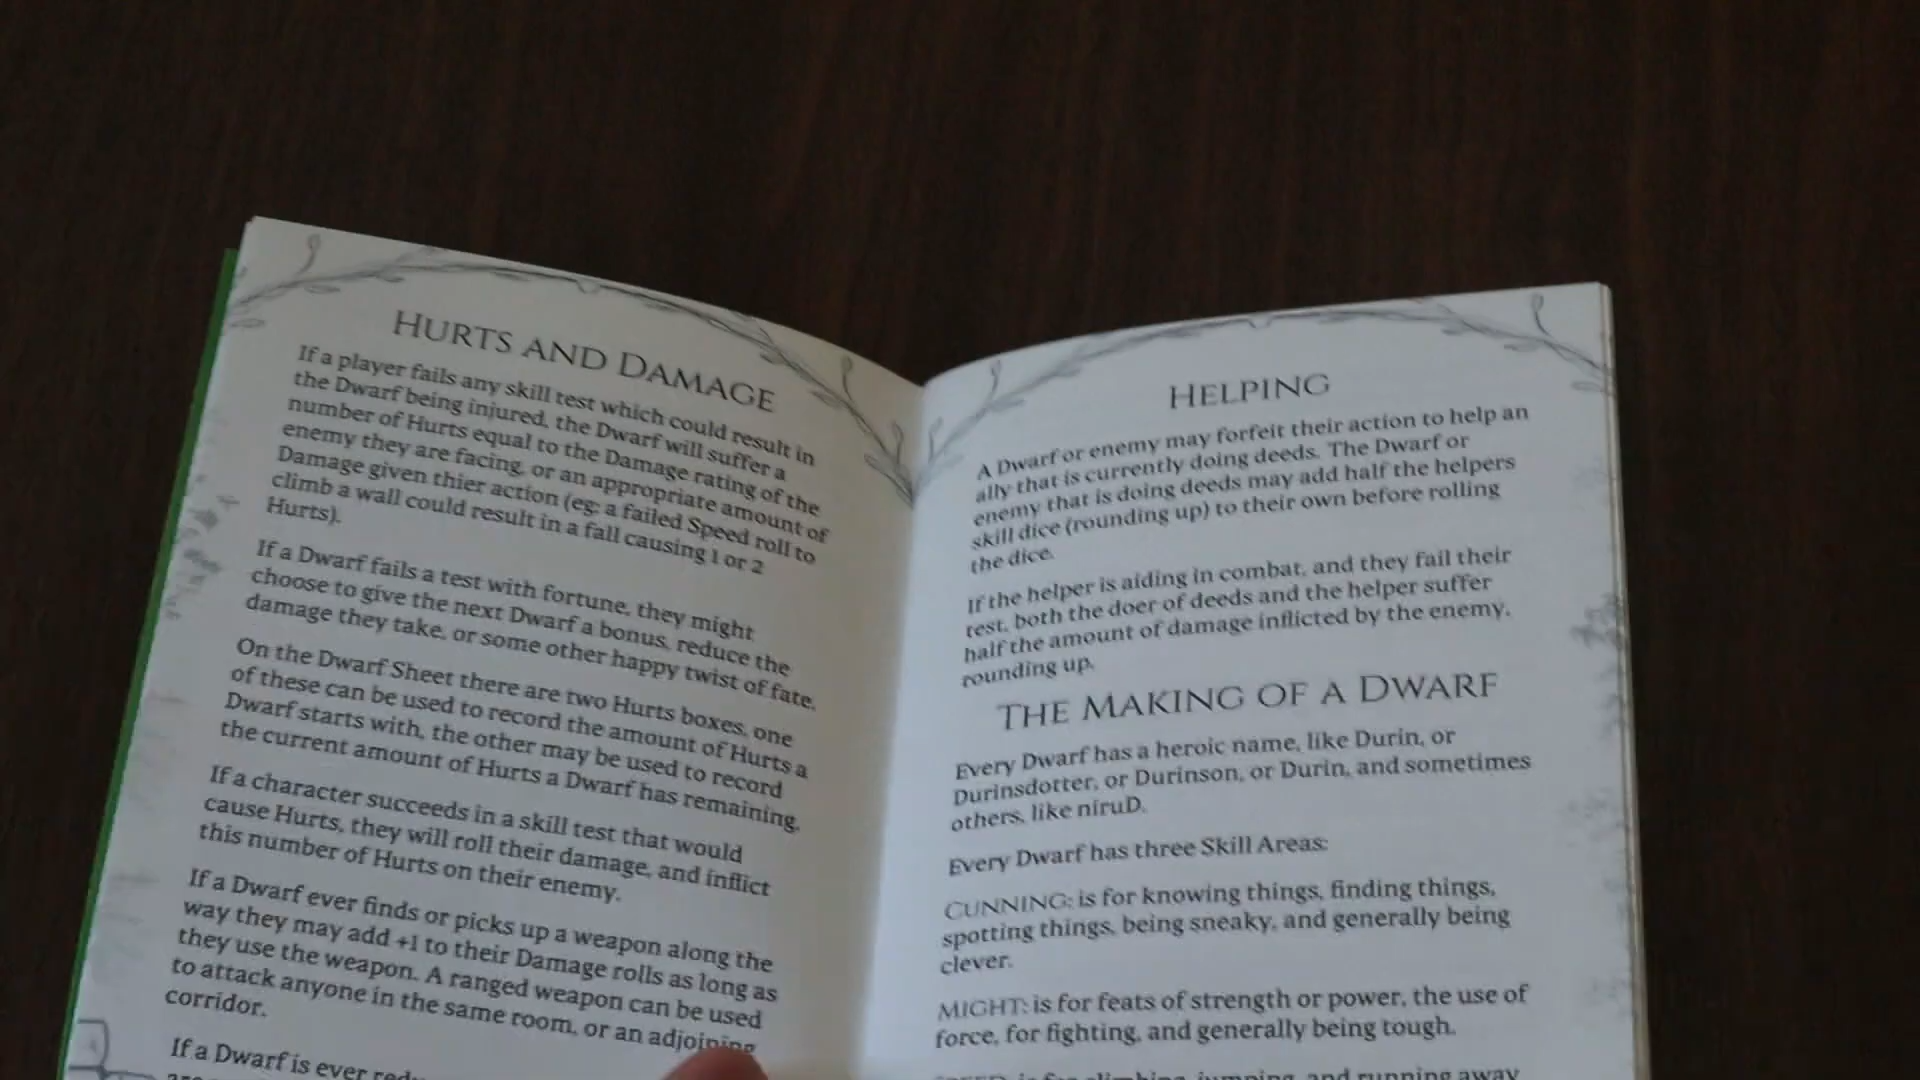 HURTS AND DAMAGE
If a player fails any skill test which could result in
the Dwarf being injured, the Dwarf will suffer a
number of Hurts equal to the Damage rating of the
enemy they are facing, or an appropriate amount of
Damage given thier action (eg: a failed Speed roll to
climb a wall could result in a fall causing 1 or 2
Hurts).
If a Dwarf fails a test with fortune, they might
choose to give the next Dwarf a bonus, reduce the
damage they take, or some other happy twist of fate.
On the Dwarf Sheet there are two Hurts boxes, one
of these can be used to record the amount of Hurts a
Dwarf starts with, the other may be used to record
the current amount of Hurts a Dwarf has remaining.
If a character succeeds in a skill test that would
cause Hurts, they will roll their damage, and inflict
this number of Hurts on their enemy.
If a Dwarf ever finds or picks up a weapon along the
way they may add +1 to their Damage rolls as long as
they use the weapon. A ranged weapon can be used
to attack anyone in the same room, or an adjoining
corridor.
If a Dwarf is ever
HELPING
A Dwarf or enemy may forfeit their action to help an
ally that is currently doing deeds. The Dwarf or
enemy that is doing deeds may add half the helpers
skill dice (rounding up) to their own before rolling
the dice.
If the helper is aiding in combat, and they fail their
test, both the doer of deeds and the helper suffer
half the amount of damage inflicted by the enemy,
rounding up.
THE MAKING OF A DWARF
Every Dwarf has a heroic name, like Durin, or
Durinsdotter, or Durinson, or Durin, and sometimes
others, like niruD.
Every Dwarf has three Skill Areas:
CUNNING: is for knowing things, finding things,
spotting things, being sneaky, and generally being
clever.
MIGHT: is for feats of strength or power, the use of
force, for fighting, and generally being tough.
SPEED: is for climbing, jumping, and running away